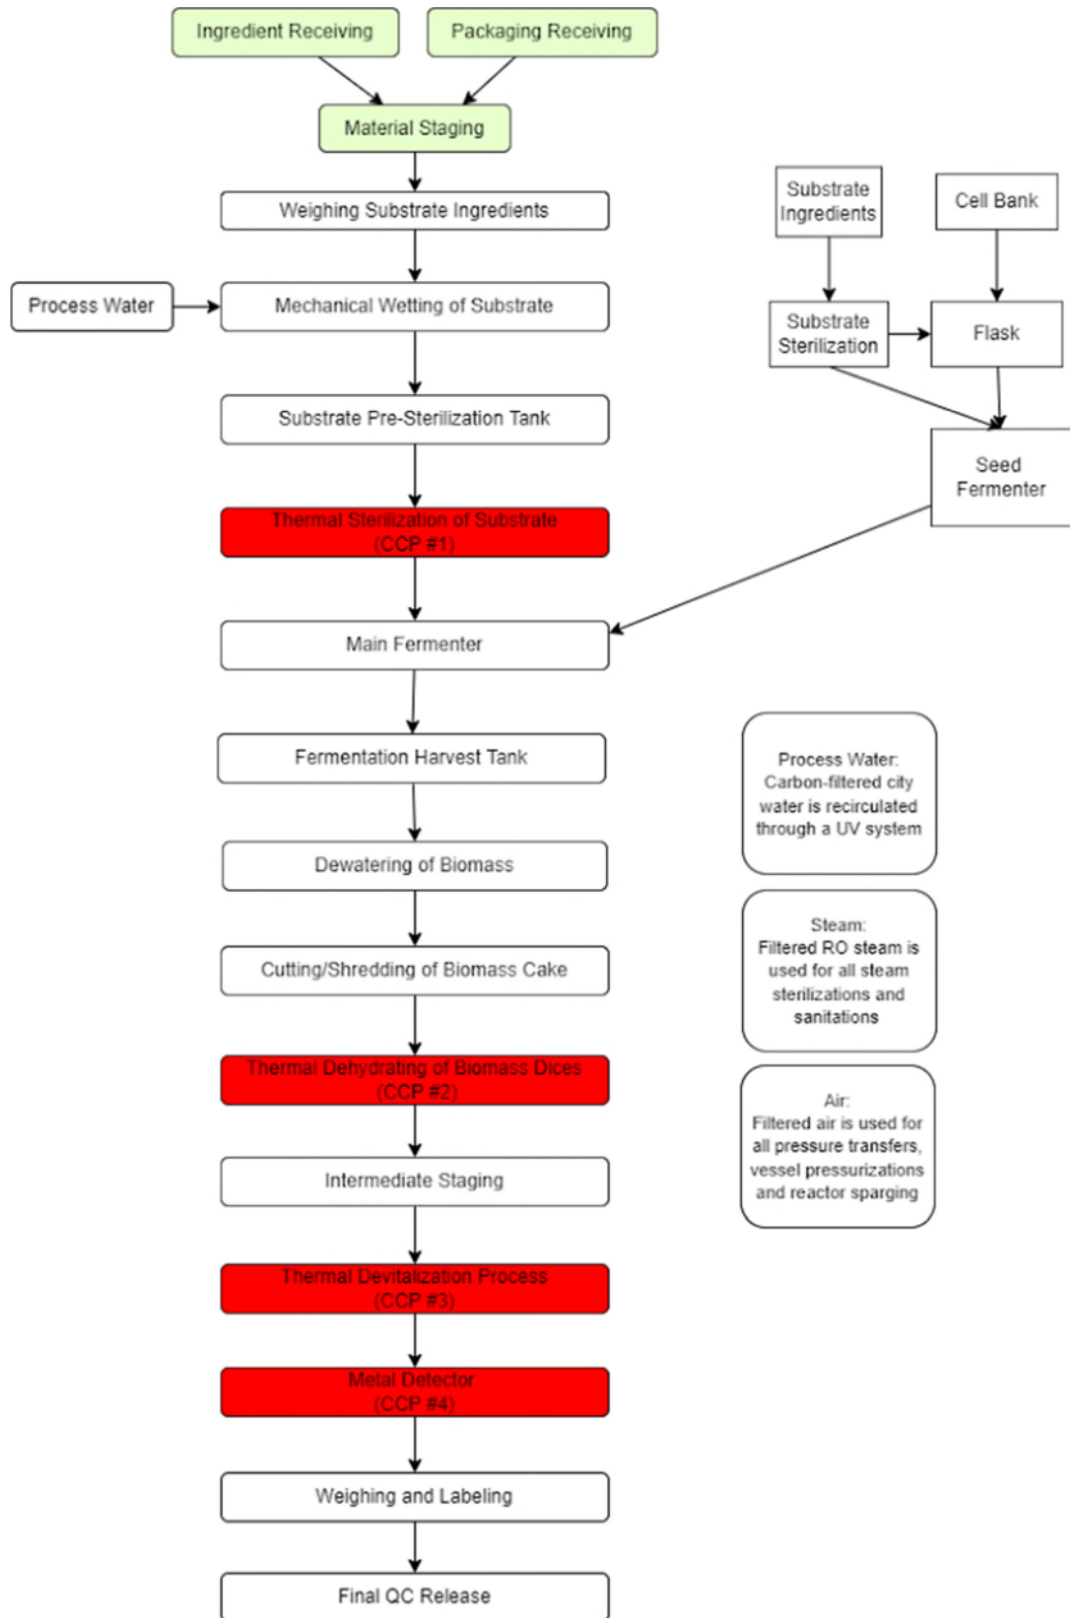 Ingredient Receiving
Packaging Receiving
Material Staging
Weighing Substrate Ingredients
Process Water
Mechanical Wetting of Substrate
Substrate Pre-Sterilization Tank
Thermal Sterilization of Substrate
(CCP #1)
Main Fermenter
Fermentation Harvest Tank
Dewatering of Biomass
Cutting/Shredding of Biomass Cake
Thermal Dehydrating of Biomass Dices
(CCP #2)
Intermediate Staging
Thermal Devitalization Process
(CCP #3)
Metal Detector
(CCP #4)
Weighing and Labeling
Final QC Release
Substrate
Ingredients
Cell Bank
Substrate
Sterilization
Flask
Seed
Fermenter
Process Water:
Carbon-filtered city
water is recirculated
through a UV system
Steam:
Filtered RO steam is
used for all steam
sterilizations and
sanitations
Air:
Filtered air is used for
all pressure transfers,
vessel pressurizations
and reactor sparging